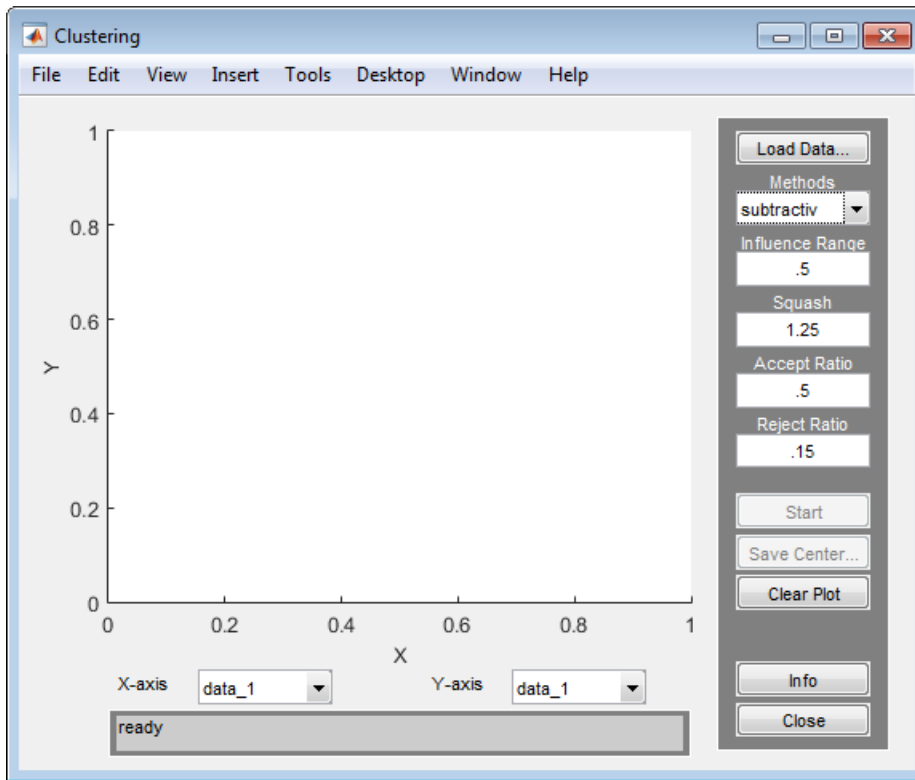 Clustering
File Edit View Insert Tools Desktop Window Help
1
0.8
0.6
0.4
0.2
0
Y
0 0.2 0.4 0.6 0.8 1
X
X-axis data_1 Y-axis data_1
ready
Load Data...
Methods
subtractiv
Influence Range
.5
Squash
1.25
Accept Ratio
.5
Reject Ratio
.15
Start
Save Center...
Clear Plot
Info
Close